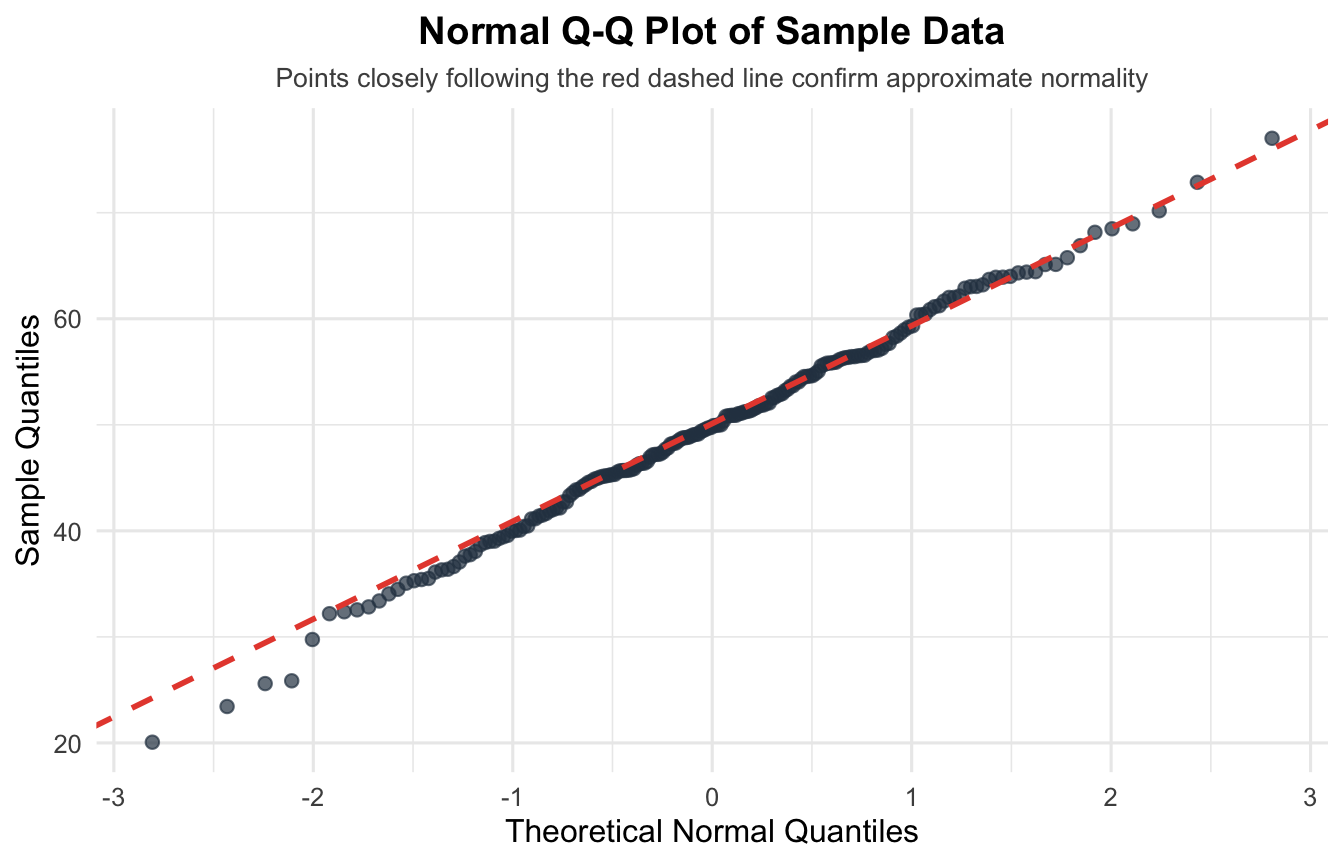 Normal Q-Q Plot of Sample Data
Points closely following the red dashed line confirm approximate normality
Sample Quantiles
60
40
20
-3 -2 -1 0 1 2 3
Theoretical Normal Quantiles